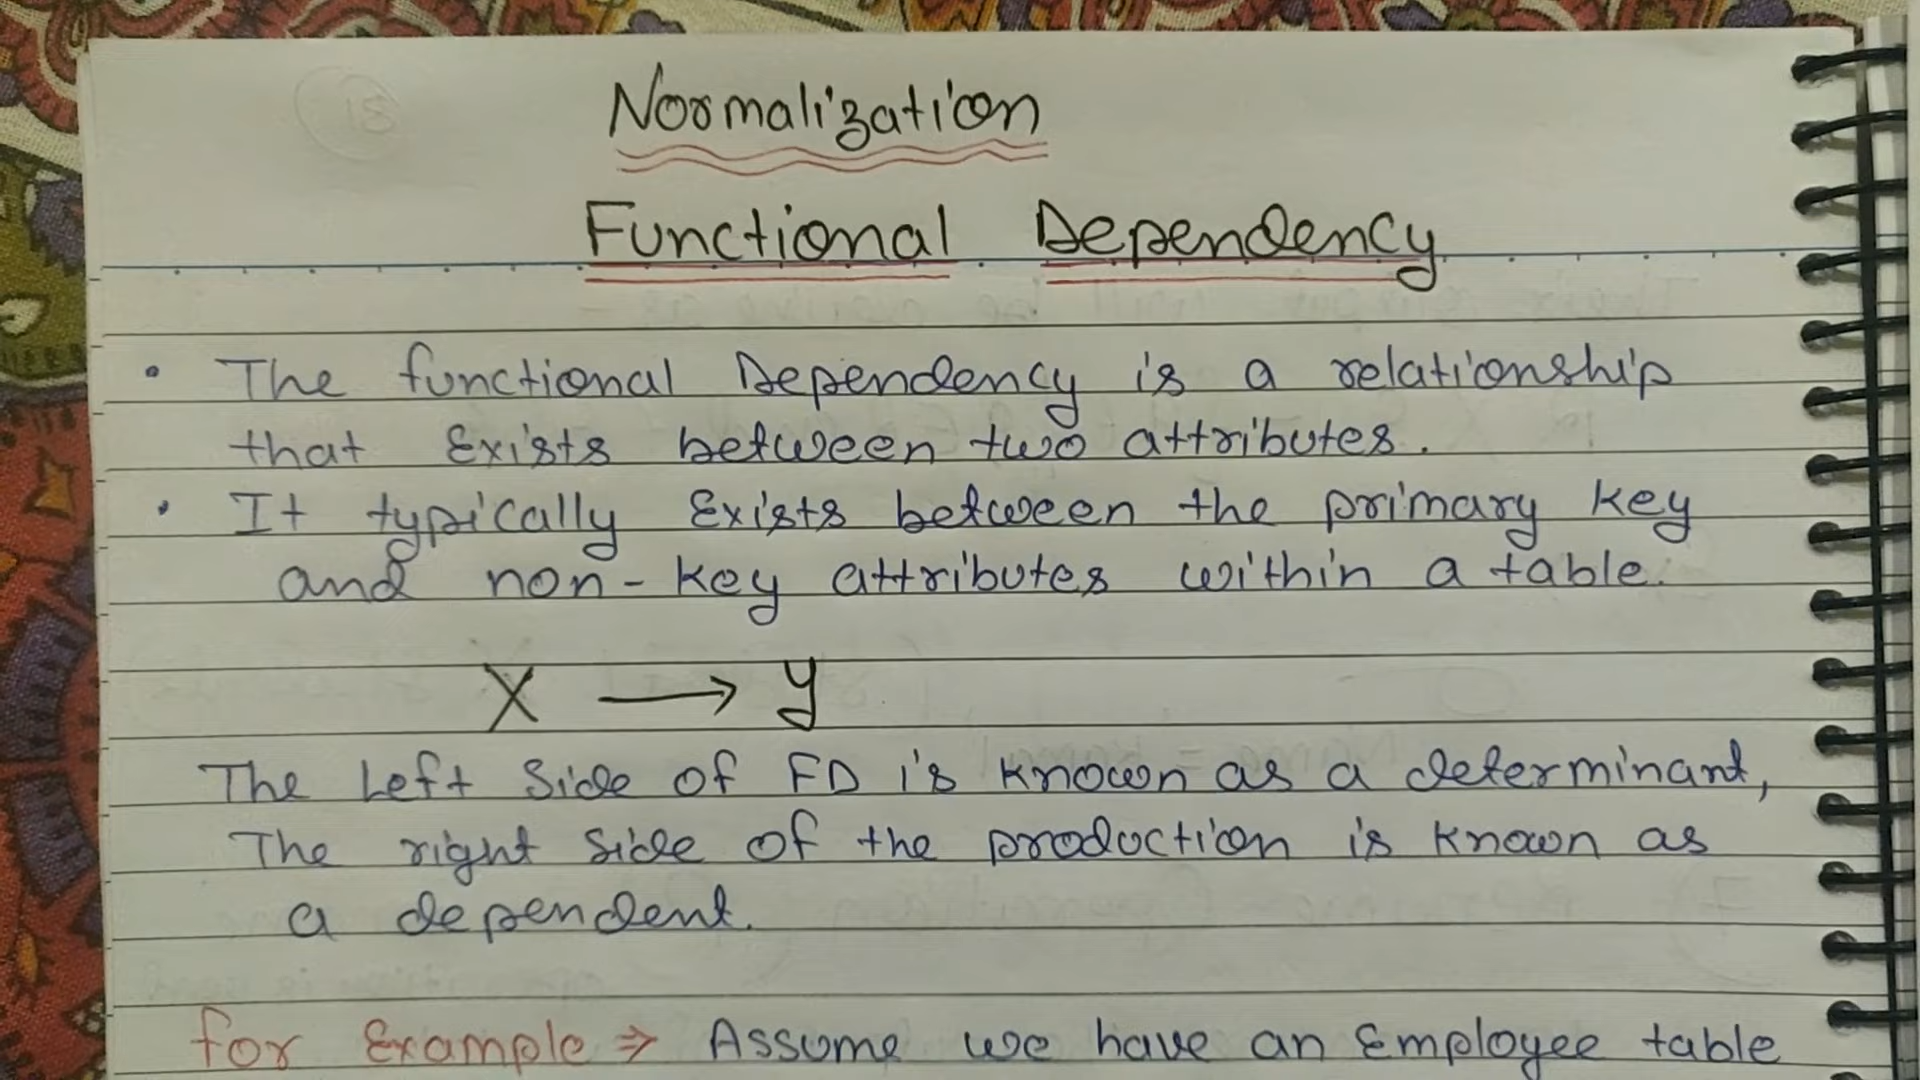 Normalization
Functional Dependency
• The functional Dependency is a relationship
that Exists between two attributes.
• It typically Exists between the primary key
and non-key attributes within a table.
X → y
The Left Side of FD is known as a determinant,
The right side of the production is known as
a dependent.
for Example ⇒ Assume we have an Employee table